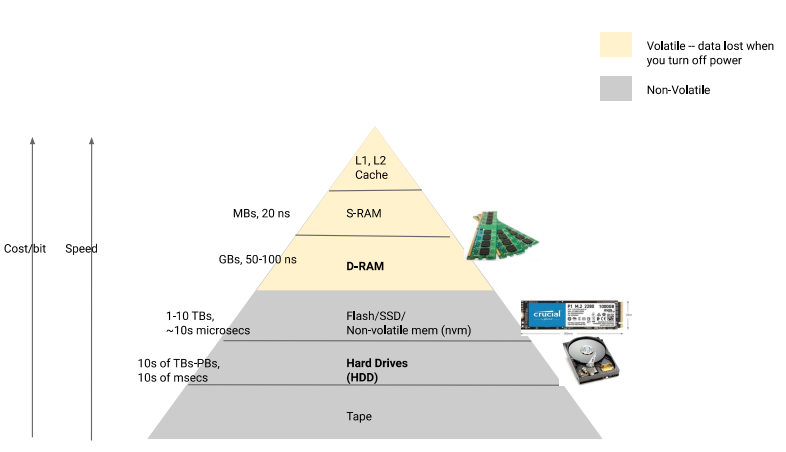 Volatile -- data lost when
you turn off power
Non-Volatile
L1, L2
Cache
MBs, 20 ns
S-RAM
Cost/bit
Speed
GBs, 50-100 ns
D-RAM
1-10 TBs,
~10s microsecs
Flash/SSD/
Non-volatile mem (nvm)
crucial
P1 M.2 2280 1000GB
10s of TBs-PBs,
10s of msecs
Hard Drives
(HDD)
Tape